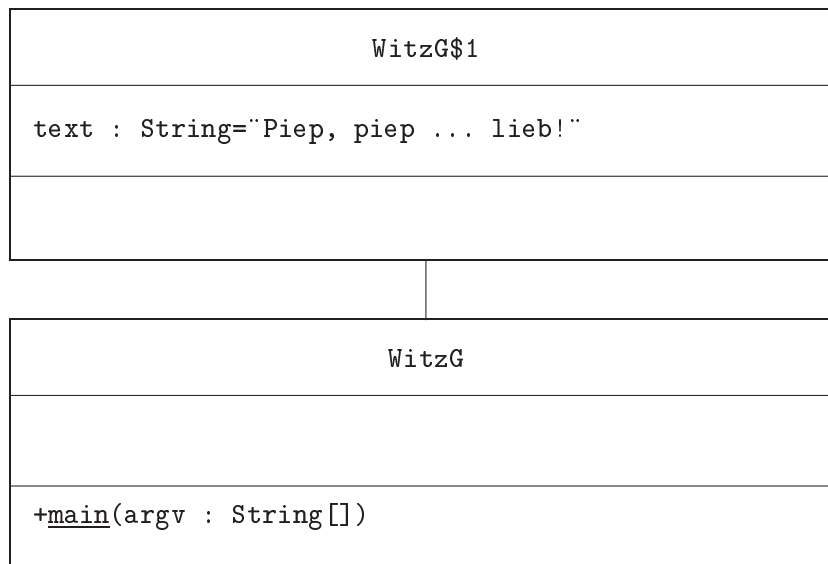 WitzG$1
text : String=¨Piep, piep ... lieb!¨
WitzG
+main(argv : String[])